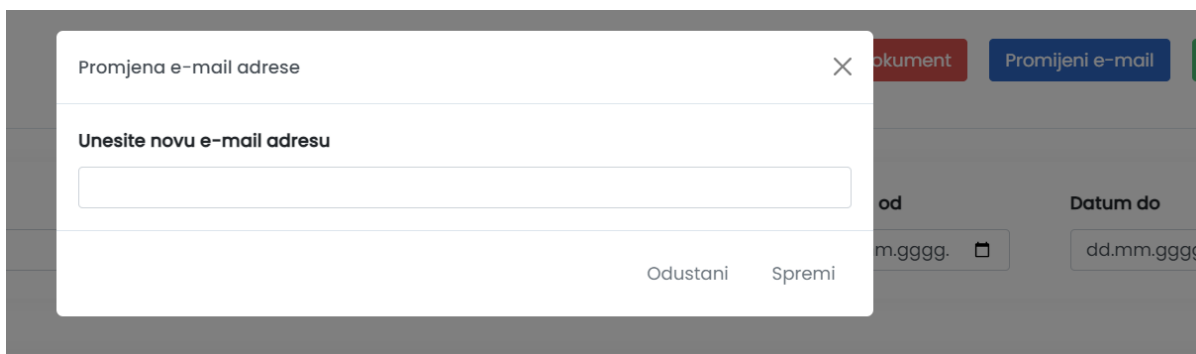 Promjena e-mail adrese
okument
Promijeni e-mail
Unesite novu e-mail adresu
od
Datum do
m.gggg.
dd.mm.gggg
Odustani
Spremi